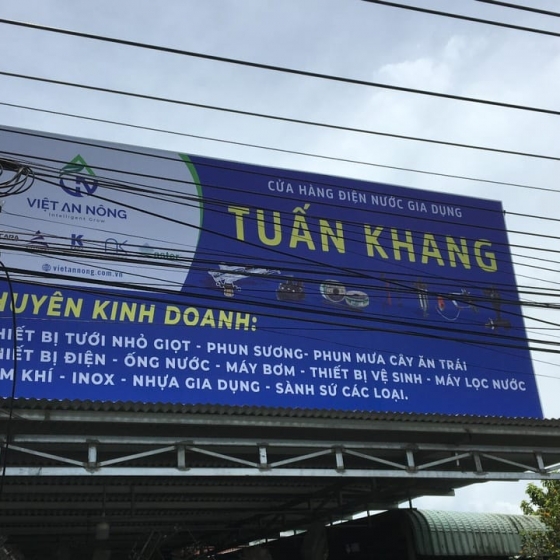 VIỆT AN NÔNG
Intelligent Grow
K
vietannong.com.vn
CỬA HÀNG ĐIỆN NƯỚC GIA DỤNG
TUẤN KHANG
HUYÊN KINH DOANH:
HIẾT BỊ TƯỚI NHỎ GIỌT - PHUN SƯƠNG- PHUN MƯA CÂY ĂN TRÁI
HIẾT BỊ ĐIỆN - ỐNG NƯỚC - MÁY BƠM - THIẾT BỊ VỆ SINH - MÁY LỌC NƯỚC
M KHÍ - INOX - NHỰA GIA DỤNG - SÀNH SỨ CÁC LOẠI.